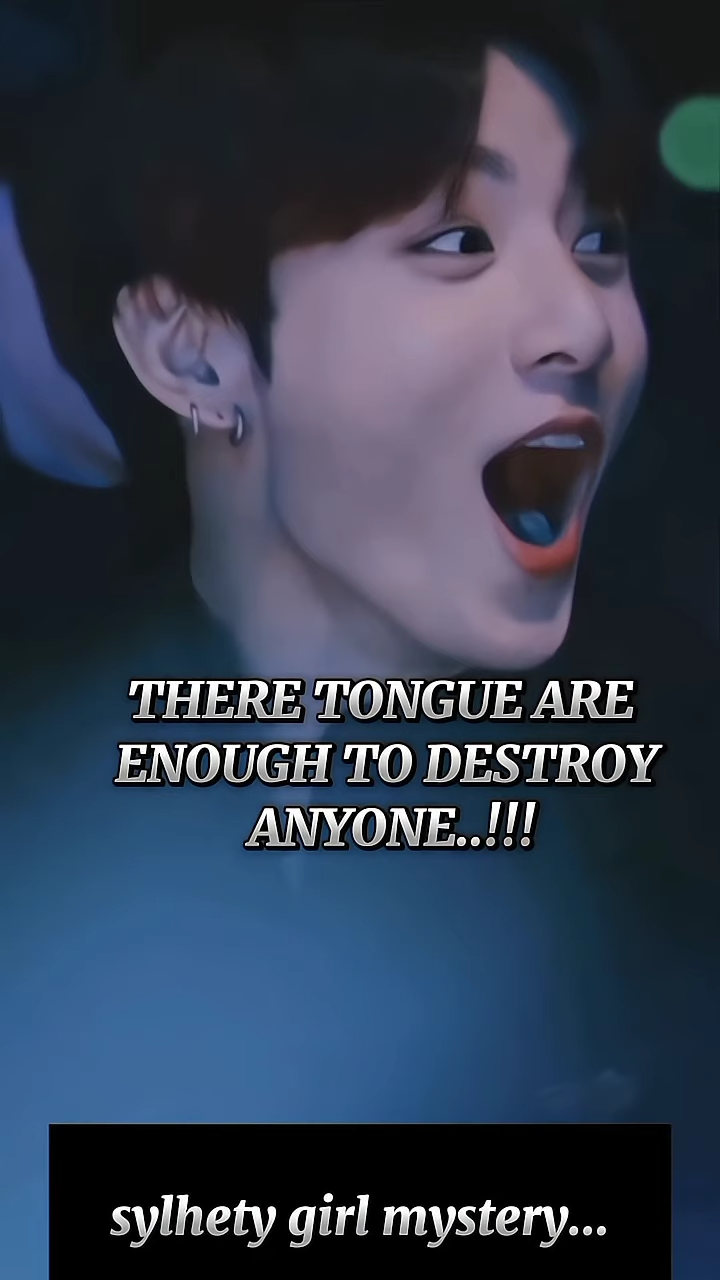 THERE TONGUE ARE
ENOUGH TO DESTROY
ANYONE..!!!
sylhety girl mystery...